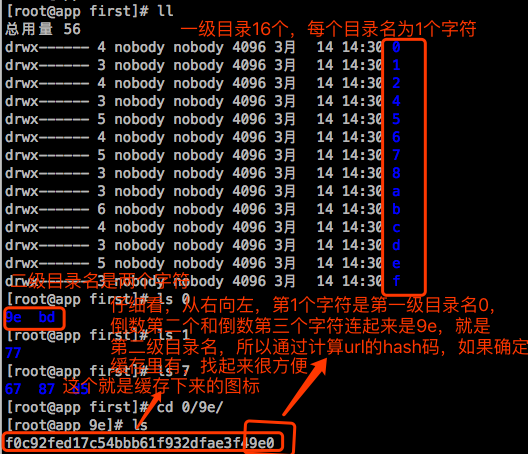 [root@app first]# ll
总用量 56
一级目录16个，每个目录名为1个字符
drwx------ 4 nobody nobody 4096 3月 14 14:30 0
drwx------ 3 nobody nobody 4096 3月 14 14:30 1
drwx------ 4 nobody nobody 4096 3月 14 14:30 2
drwx------ 3 nobody nobody 4096 3月 14 14:30 4
drwx------ 3 nobody nobody 4096 3月 14 14:30 5
drwx------ 4 nobody nobody 4096 3月 14 14:30 6
drwx------ 5 nobody nobody 4096 3月 14 14:30 7
drwx------ 3 nobody nobody 4096 3月 14 14:30 8
drwx------ 3 nobody nobody 4096 3月 14 14:30 a
drwx------ 6 nobody nobody 4096 3月 14 14:30 b
drwx------ 4 nobody nobody 4096 3月 14 14:30 c
drwx------ 3 nobody nobody 4096 3月 14 14:30 d
drwx------ 5 nobody nobody 4096 3月 14 14:30 e
drwx------ 3 nobody nobody 4096 3月 14 14:30 f
二级目录名是两个字符
[root@app first]# ls 0
9e bd
仔细看，从右向左，第1个字符是第一级目录名0，
倒数第二个和倒数第三个字符连起来是9e，就是
第二级目录名，所以通过计算url的hash码，如果确定
缓存层级，找起来很方便
[root@app first]# ls 1
77
[root@app first]# ls 7
67 87
这个就是缓存下来的图标
[root@app first]# cd 0/9e/
[root@app 9e]# ls
f0c92fed17c54bbb61f932dfae3f49e0